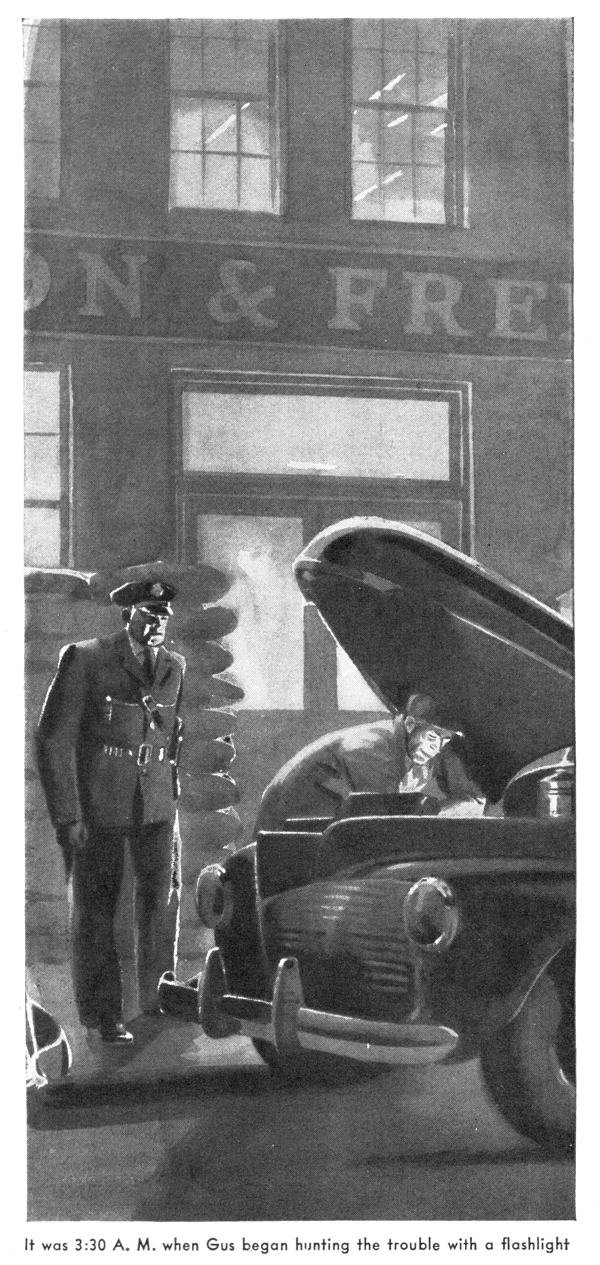 ON & FRE
It was 3:30 A. M. when Gus began hunting the trouble with a flashlight